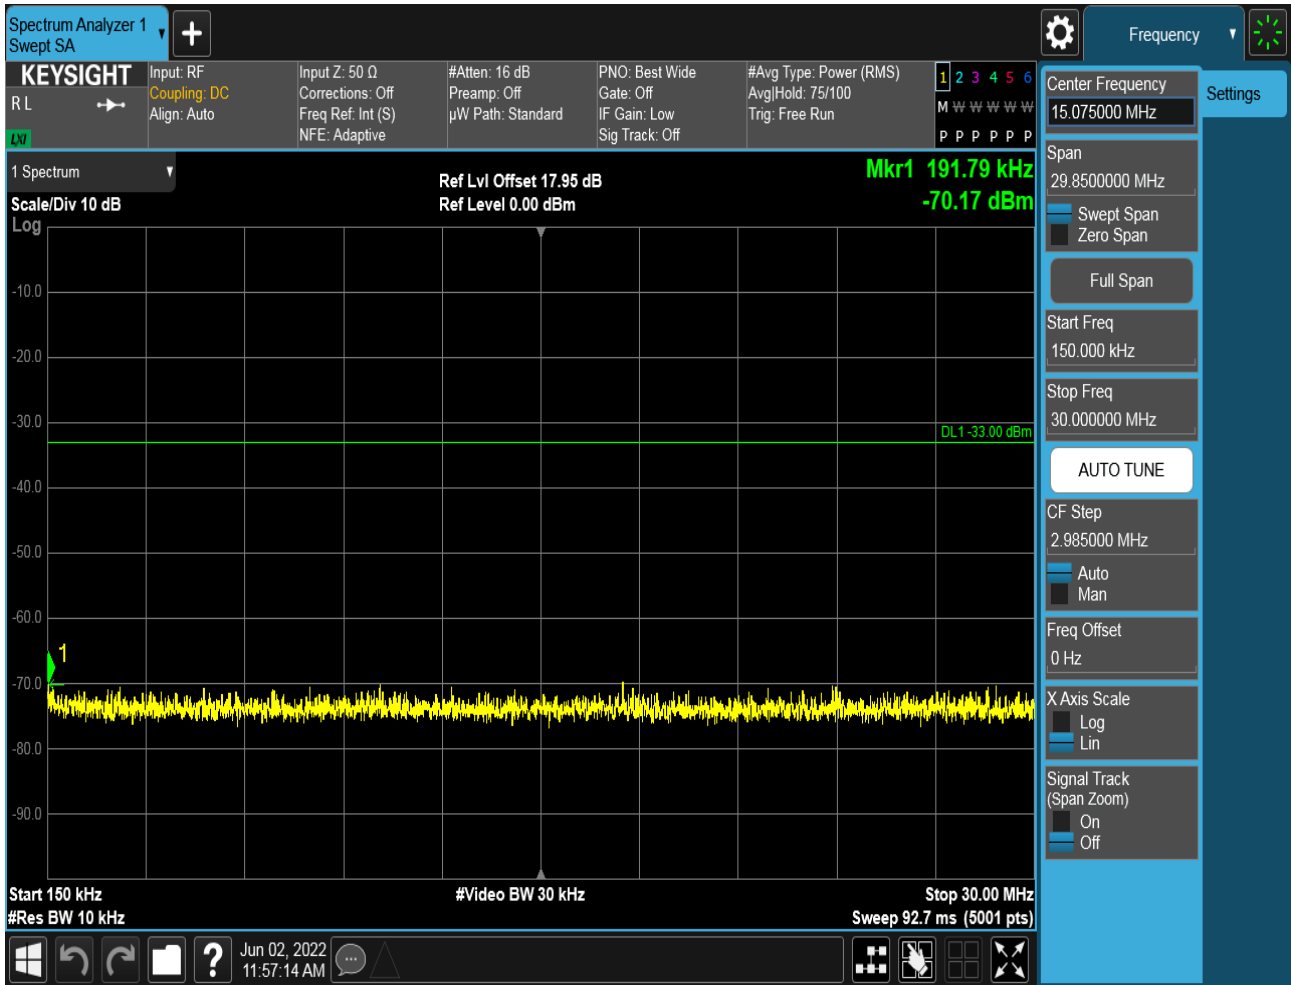 Spectrum Analyzer 1
Swept SA
Frequency
KEYSIGHT
R L
LXI
Input: RF
Coupling: DC
Align: Auto
Input Z: 50 Ω
Corrections: Off
Freq Ref: Int (S)
NFE: Adaptive
#Atten: 16 dB
Preamp: Off
µW Path: Standard
PNO: Best Wide
Gate: Off
IF Gain: Low
Sig Track: Off
#Avg Type: Power (RMS)
Avg|Hold: 75/100
Trig: Free Run
1 2 3 4 5 6
M W W W W W
P P P P P P
1 Spectrum
Scale/Div 10 dB
Log
Ref Lvl Offset 17.95 dB
Ref Level 0.00 dBm
Mkr1 191.79 kHz
-70.17 dBm
-10.0
-20.0
-30.0
DL1 -33.00 dBm
-40.0
-50.0
-60.0
1
-70.0
-80.0
-90.0
Start 150 kHz
#Video BW 30 kHz
Stop 30.00 MHz
#Res BW 10 kHz
Sweep 92.7 ms (5001 pts)
Center Frequency
15.075000 MHz
Settings
Span
29.8500000 MHz
Swept Span
Zero Span
Full Span
Start Freq
150.000 kHz
Stop Freq
30.000000 MHz
AUTO TUNE
CF Step
2.985000 MHz
Auto
Man
Freq Offset
0 Hz
X Axis Scale
Log
Lin
Signal Track
(Span Zoom)
On
Off
?
Jun 02, 2022
11:57:14 AM